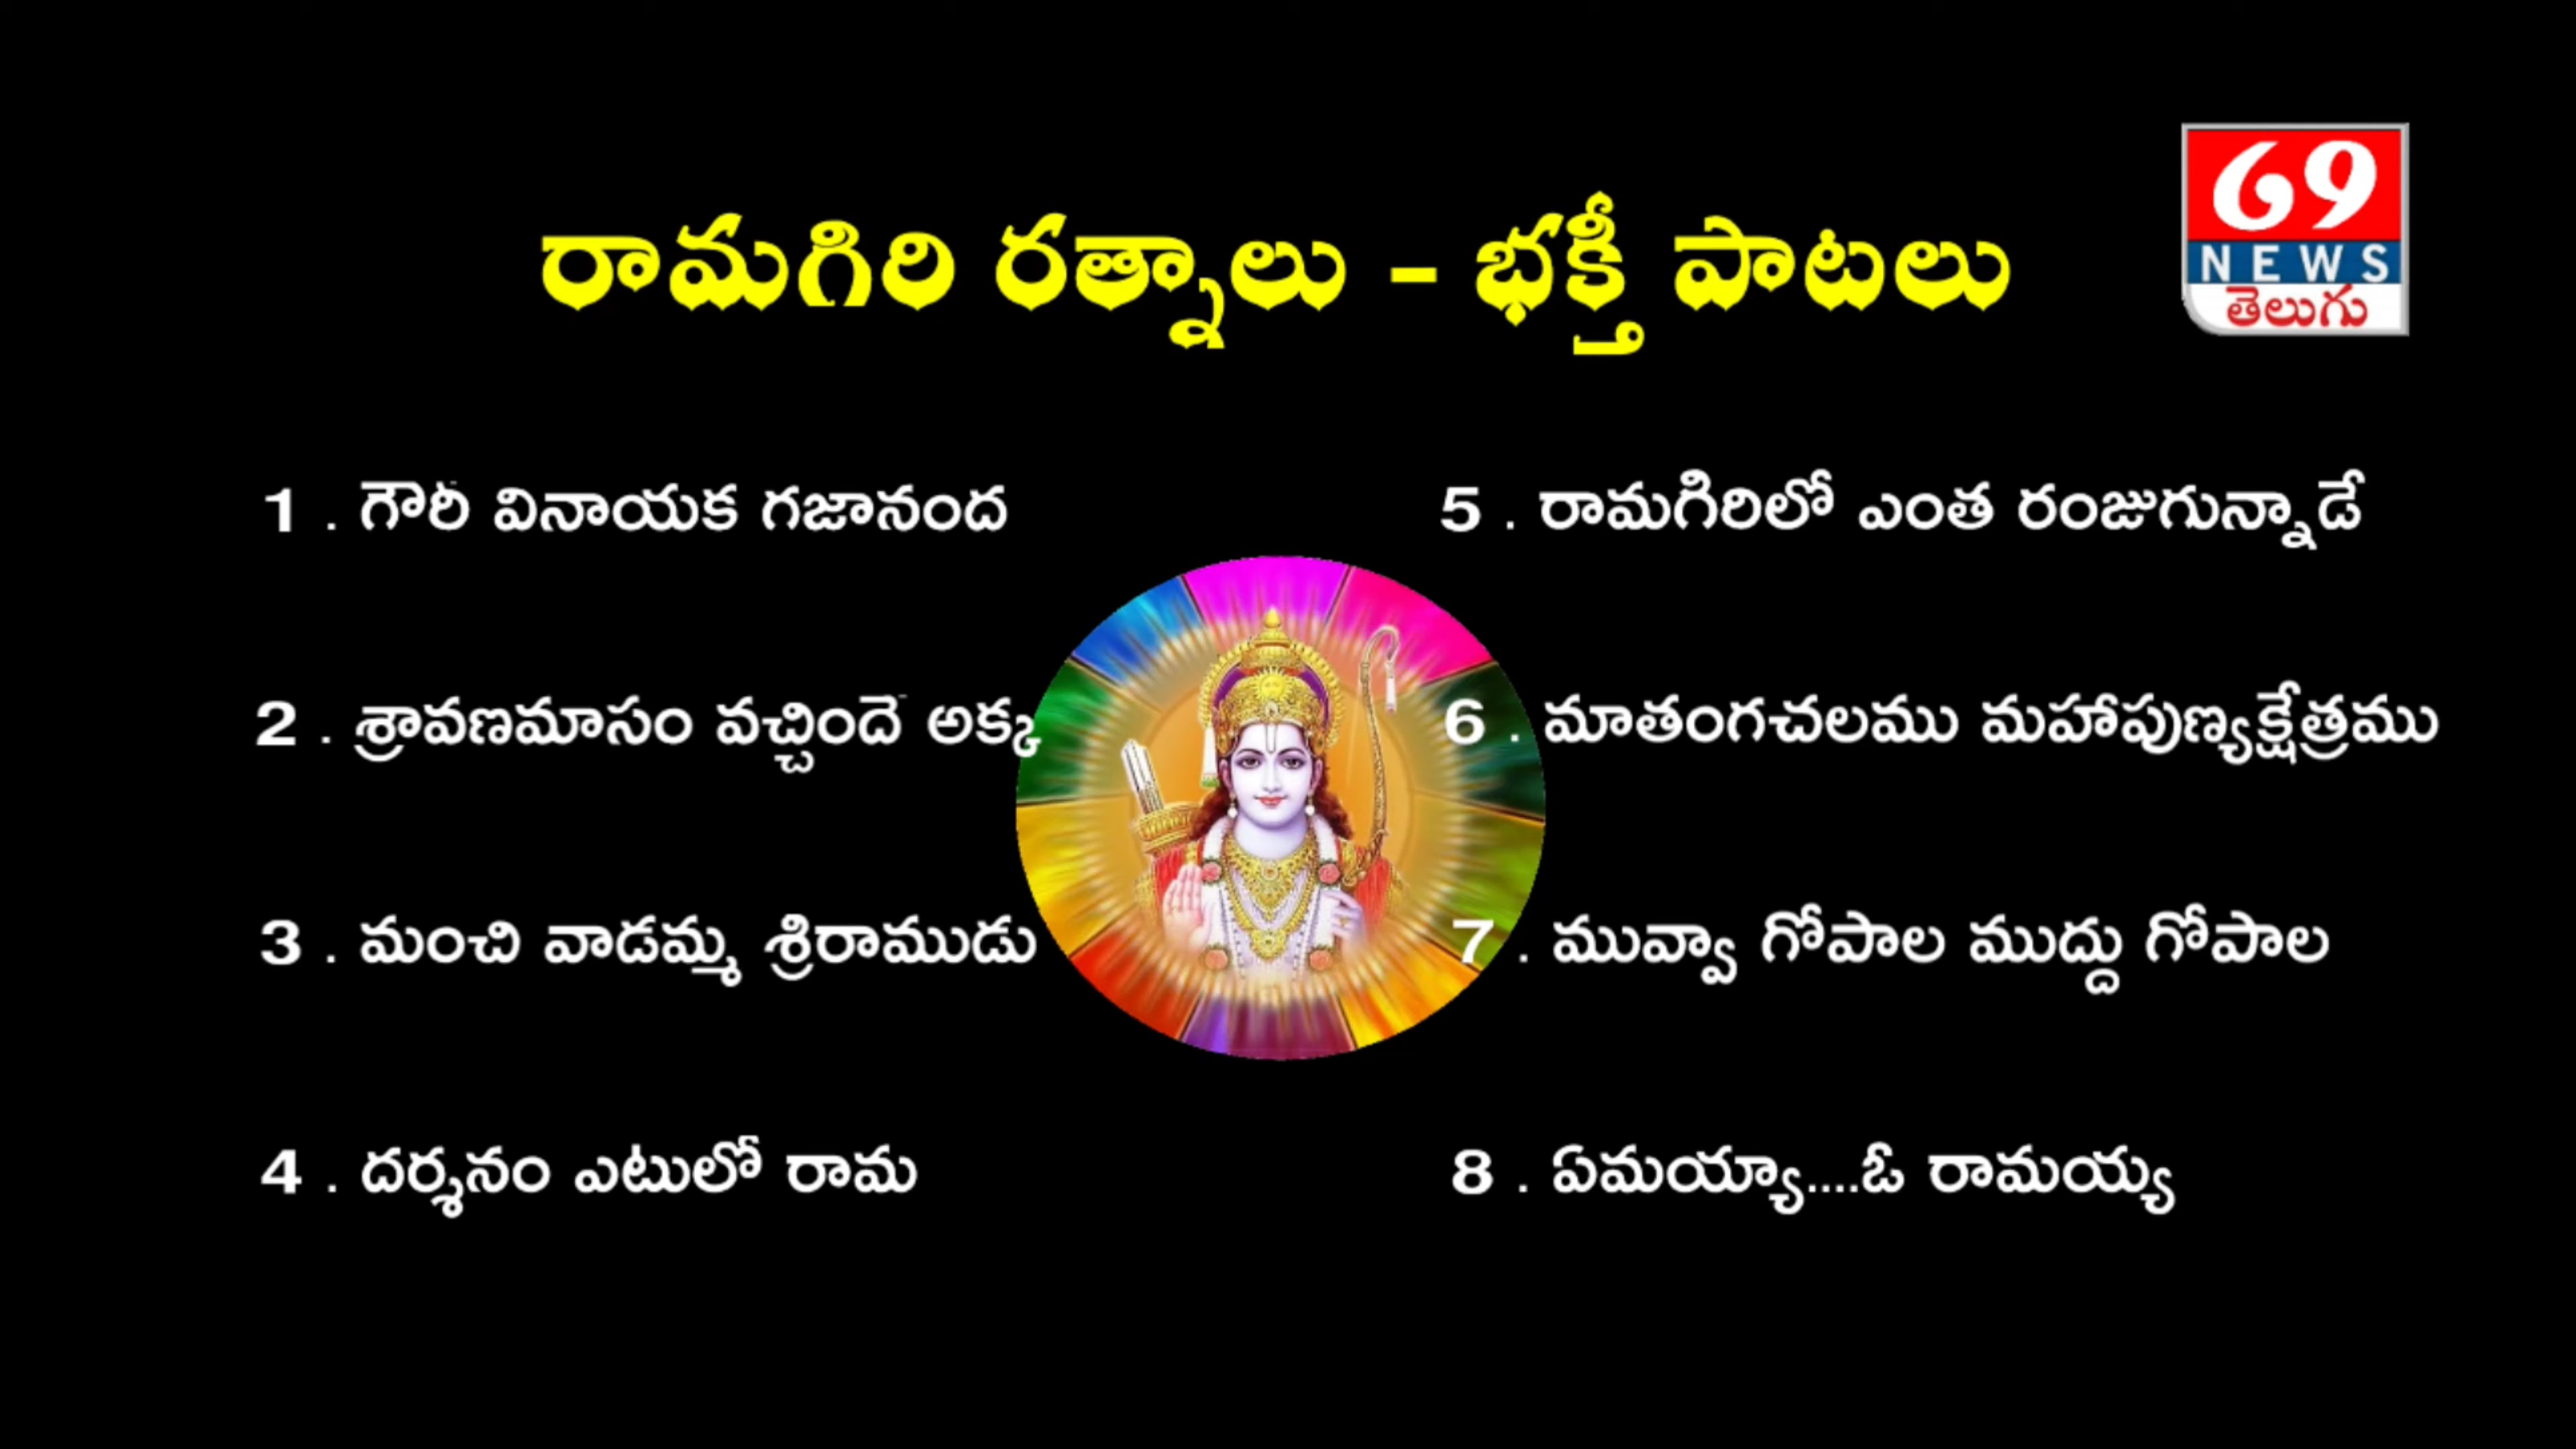 రామగిరి రత్నాలు - భక్తీ పాటలు
69
NEWS
తెలుగు
1 . గౌరీ వినాయక గజానంద
2 . శ్రావణమాసం వచ్చిందే అక్క
3 . మంచి వాడమ్మ శ్రీరాముడు
4 . దర్శనం ఎటులో రామ
5 . రామగిరిలో ఎంత రంజుగున్నాడే
6 . మాతంగచలము మహాపుణ్యక్షేత్రము
7 . మువ్వా గోపాల ముద్దు గోపాల
8 . ఏమయ్యా....ఓ రామయ్య